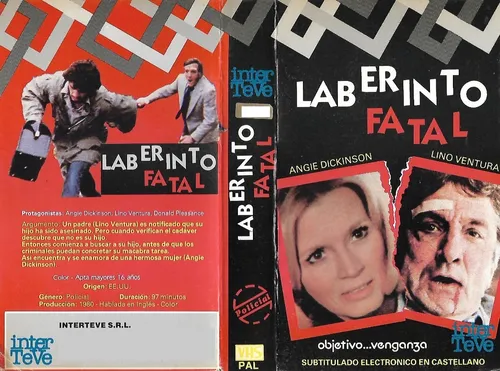 LABERINTO
FATAL
Protagonistas: Angie Dickinson, Lino Ventura, Donald Pleasance
Argumento: Un padre (Lino Ventura) es notificado que su
hijo ha sido asesinado. Pero cuando verifican el cadaver
descubre que no es su hijo.
Entonces comienza a buscar a su hijo, antes de que los
criminales puedan concretar su macabra tarea.
Asi encuentra y se enamora de una hermosa mujer (Angie
Dickinson)
Color - Apta mayores 16 años
Origen: EE.UU.
Género: Policial. Duración: 97 minutos
Producción: 1980 - Hablada en Inglés - Color
INTERTEVE S.R.L.
inter
TeVe
inter
TeVe
LABERINTO
FATAL
Policial
VHS
PAL
inter
TeVe
LABERINTO
FATAL
ANGIE DICKINSON
LINO VENTURA
objetivo...venganza
inter
TeVe
SUBTITULADO ELECTRONICO EN CASTELLANO